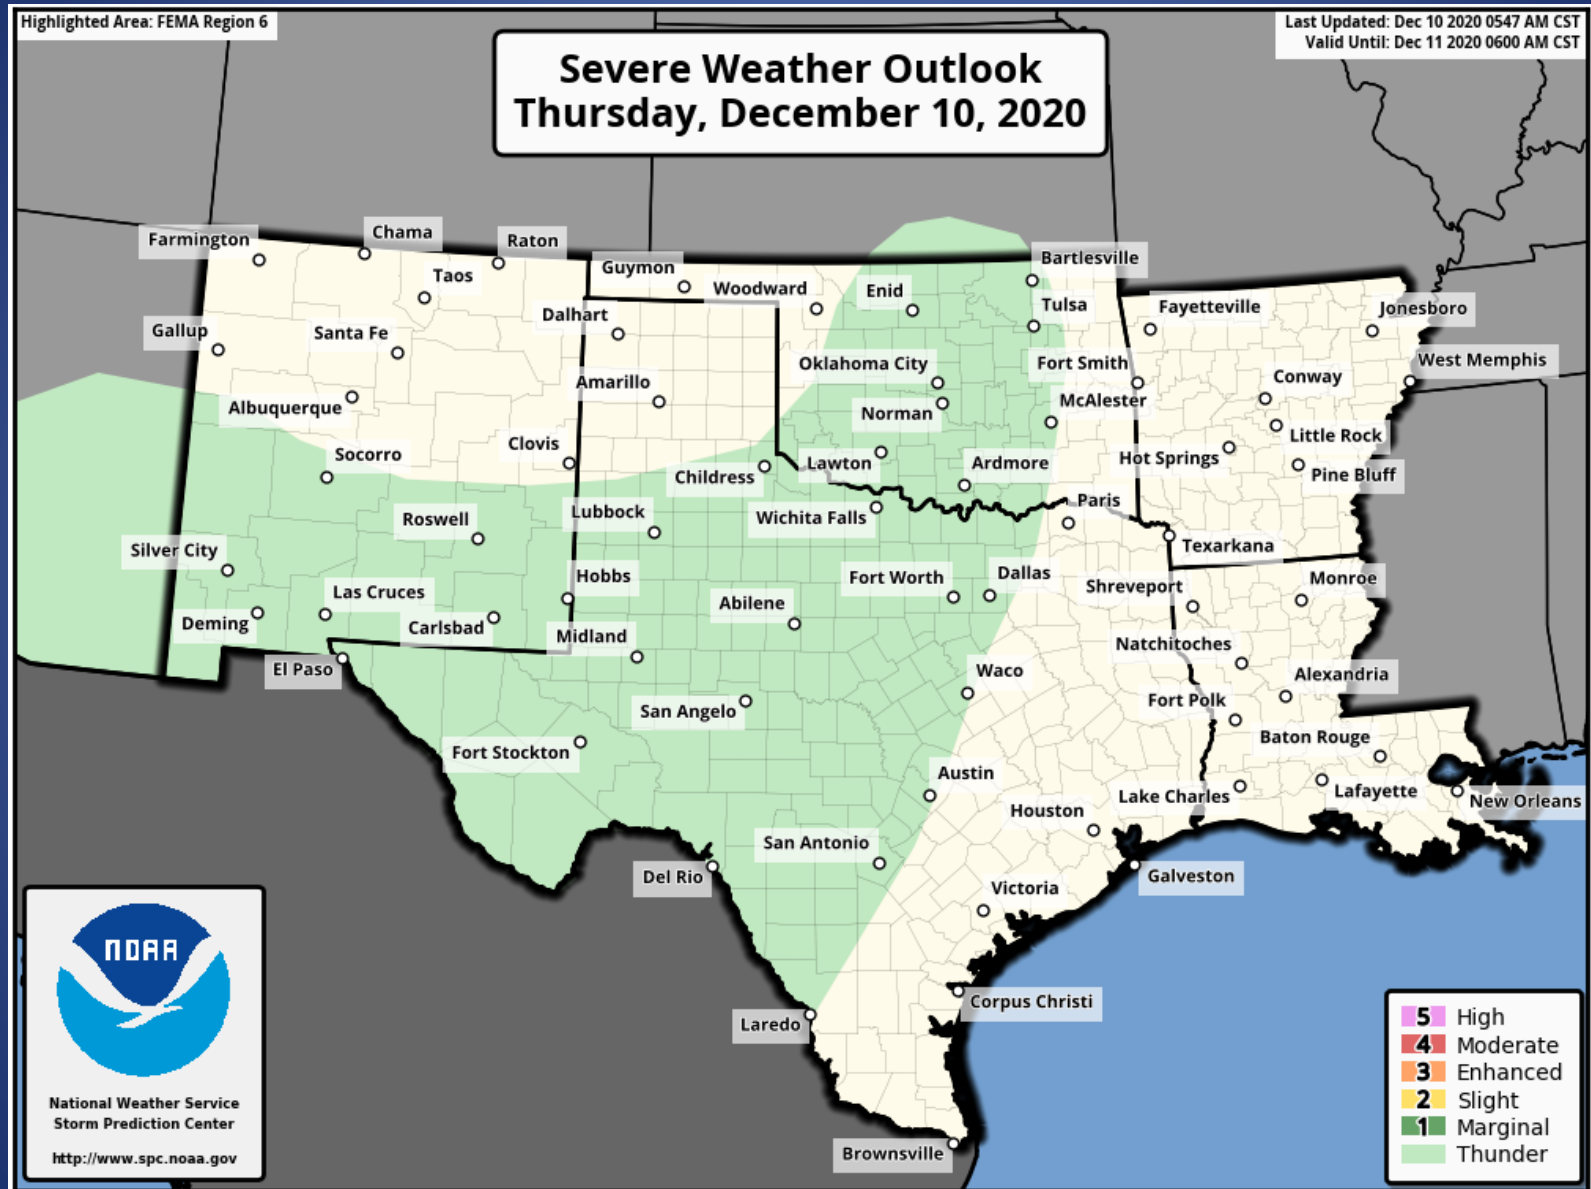 Highlighted Area: FEMA Region 6
Last Updated: Dec 10 2020 0547 AM CST
Valid Until: Dec 11 2020 0600 AM CST
Severe Weather Outlook
Thursday, December 10, 2020
Farmington
Chama
Raton
Taos
Guymon
Woodward
Enid
Bartlesville
Tulsa
Fayetteville
Jonesboro
Gallup
Santa Fe
Dalhart
Oklahoma City
Fort Smith
West Memphis
Albuquerque
Amarillo
Norman
McAlester
Conway
Socorro
Clovis
Childress
Lawton
Ardmore
Hot Springs
Little Rock
Pine Bluff
Roswell
Lubbock
Wichita Falls
Paris
Texarkana
Silver City
Hobbs
Fort Worth
Dallas
Shreveport
Monroe
Las Cruces
Deming
Carlsbad
Midland
Abilene
Natchitoches
El Paso
Waco
Alexandria
San Angelo
Fort Polk
Fort Stockton
Baton Rouge
Austin
Houston
Lake Charles
Lafayette
New Orleans
San Antonio
Del Rio
Victoria
Galveston
Laredo
Corpus Christi
Brownsville
NOAA
National Weather Service
Storm Prediction Center
http://www.spc.noaa.gov
5 High
4 Moderate
3 Enhanced
2 Slight
1 Marginal
Thunder